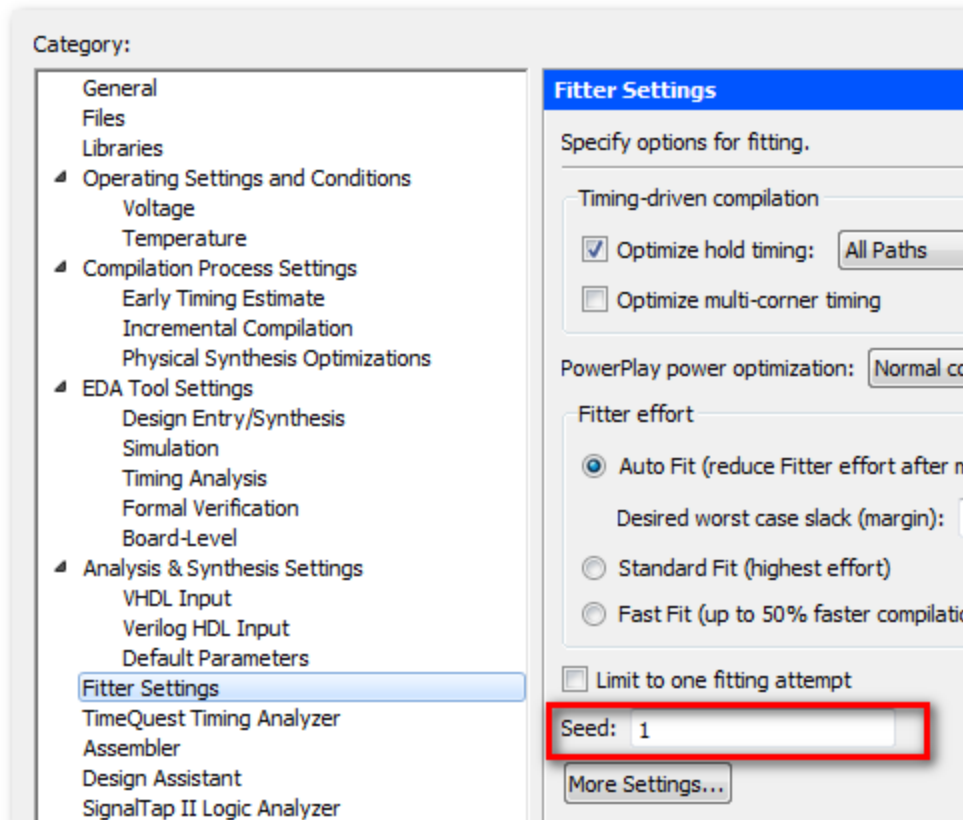 Category:
General
Files
Libraries
Operating Settings and Conditions
Voltage
Temperature
Compilation Process Settings
Early Timing Estimate
Incremental Compilation
Physical Synthesis Optimizations
EDA Tool Settings
Design Entry/Synthesis
Simulation
Timing Analysis
Formal Verification
Board-Level
Analysis & Synthesis Settings
VHDL Input
Verilog HDL Input
Default Parameters
Fitter Settings
TimeQuest Timing Analyzer
Assembler
Design Assistant
SignalTap II Logic Analyzer
Fitter Settings
Specify options for fitting.
Timing-driven compilation
Optimize hold timing: All Paths
Optimize multi-corner timing
PowerPlay power optimization: Normal
Fitter effort
Auto Fit (reduce Fitter effort after
Desired worst case slack (margin):
Standard Fit (highest effort)
Fast Fit (up to 50% faster
Limit to one fitting attempt
Seed: 1
More Settings...